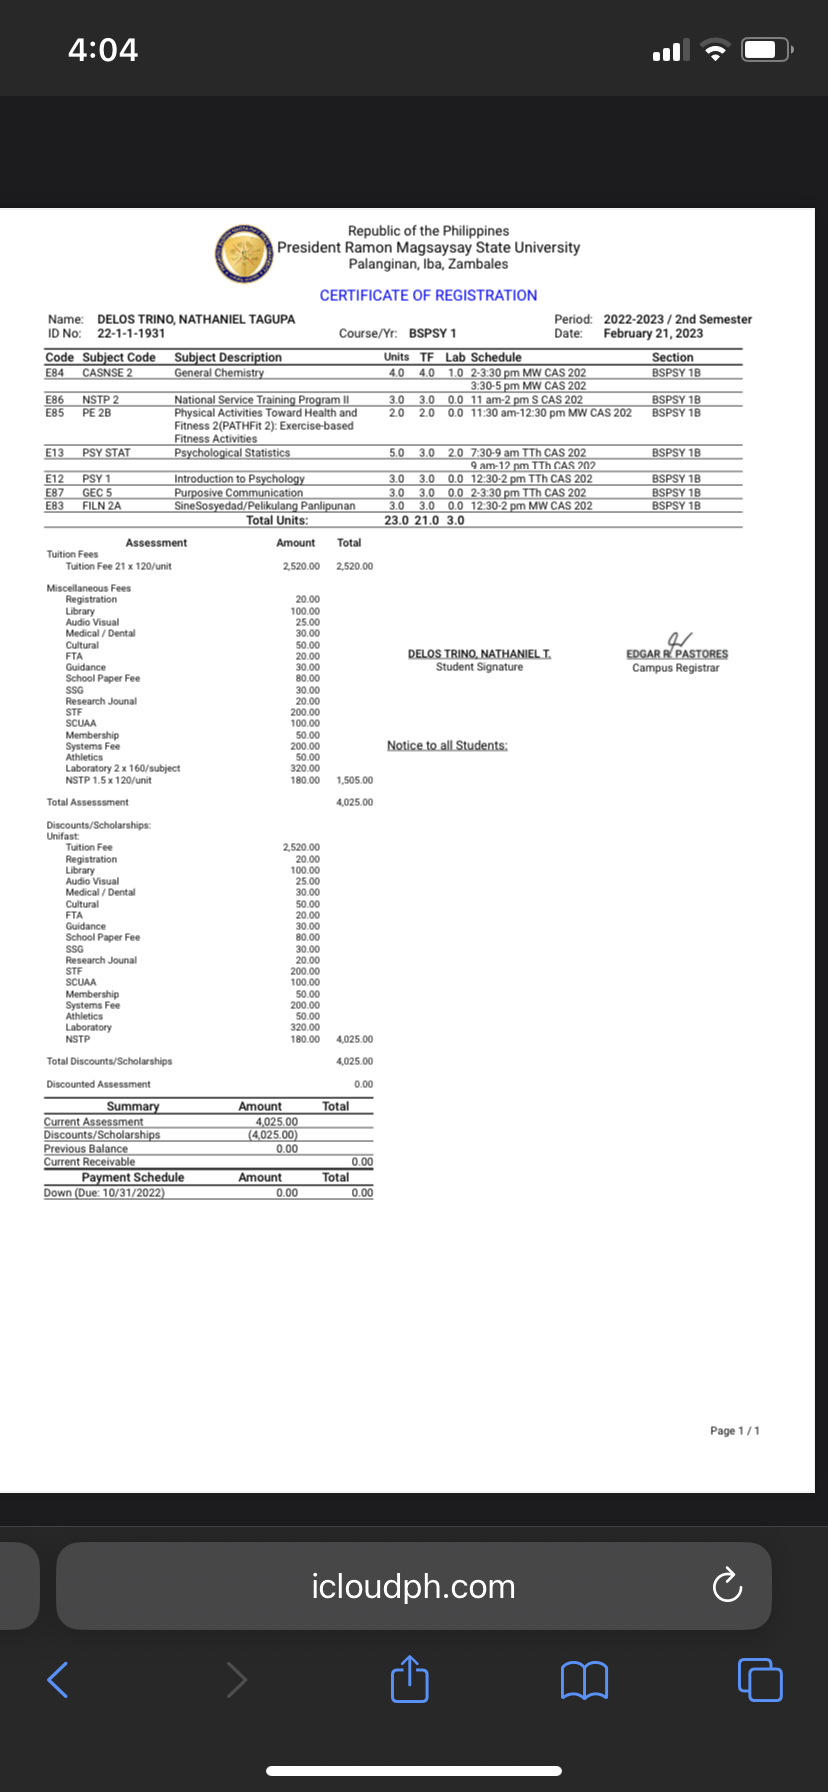 4:04
Republic of the Philippines
President Ramon Magsaysay State University
Palanginan, Iba, Zambales
CERTIFICATE OF REGISTRATION
Name: DELOS TRINO, NATHANIEL TAGUPA Period: 2022-2023 / 2nd Semester
ID No: 22-1-1-1931 Course/Yr: BSPSY 1 Date: February 21, 2023
Code Subject Code Subject Description Units TF Lab Schedule Section
E84 CASNSE 2 General Chemistry 4.0 4.0 1.0 2-3:30 pm MW CAS 202 BSPSY 1B
3:30-5 pm MW CAS 202
E86 NSTP 2 National Service Training Program II 3.0 3.0 0.0 11 am-2 pm S CAS 202 BSPSY 1B
E85 PE 2B Physical Activities Toward Health and 2.0 2.0 0.0 11:30 am-12:30 pm MW CAS 202 BSPSY 1B
Fitness 2(PATHFit 2): Exercise-based
Fitness Activities
E13 PSY STAT Psychological Statistics 5.0 3.0 2.0 7:30-9 am TTh CAS 202 BSPSY 1B
9 am-12 pm TTh CAS 202
E12 PSY 1 Introduction to Psychology 3.0 3.0 0.0 12:30-2 pm TTh CAS 202 BSPSY 1B
E87 GEC 5 Purposive Communication 3.0 3.0 0.0 2-3:30 pm TTh CAS 202 BSPSY 1B
E83 FILN 2A SineSosyedad/Pelikulang Panlipunan 3.0 3.0 0.0 12:30-2 pm MW CAS 202 BSPSY 1B
Total Units: 23.0 21.0 3.0
Assessment Amount Total
Tuition Fees
Tuition Fee 21 x 120/unit 2,520.00 2,520.00
Miscellaneous Fees
Registration 20.00
Library 100.00
Audio Visual 25.00
Medical / Dental 30.00
Cultural 50.00
FTA 20.00
Guidance 30.00
School Paper Fee 80.00
SSG 30.00
Research Jounal 20.00
STF 200.00
SCUAA 100.00
Membership 50.00
Systems Fee 200.00
Athletics 50.00
Laboratory 2 x 160/subject 320.00
NSTP 1.5 x 120/unit 180.00 1,505.00
DELOS TRINO, NATHANIEL T. EDGAR R. PASTORES
Student Signature Campus Registrar
Notice to all Students:
Total Assesssment 4,025.00
Discounts/Scholarships:
Unifast:
Tuition Fee 2,520.00
Registration 20.00
Library 100.00
Audio Visual 25.00
Medical / Dental 30.00
Cultural 50.00
FTA 20.00
Guidance 30.00
School Paper Fee 80.00
SSG 30.00
Research Jounal 20.00
STF 200.00
SCUAA 100.00
Membership 50.00
Systems Fee 200.00
Athletics 50.00
Laboratory 320.00
NSTP 180.00 4,025.00
Total Discounts/Scholarships 4,025.00
Discounted Assessment 0.00
Summary Amount Total
Current Assessment 4,025.00
Discounts/Scholarships (4,025.00)
Previous Balance 0.00
Current Receivable 0.00
Payment Schedule Amount Total
Down (Due: 10/31/2022) 0.00 0.00
Page 1 / 1
icloudph.com